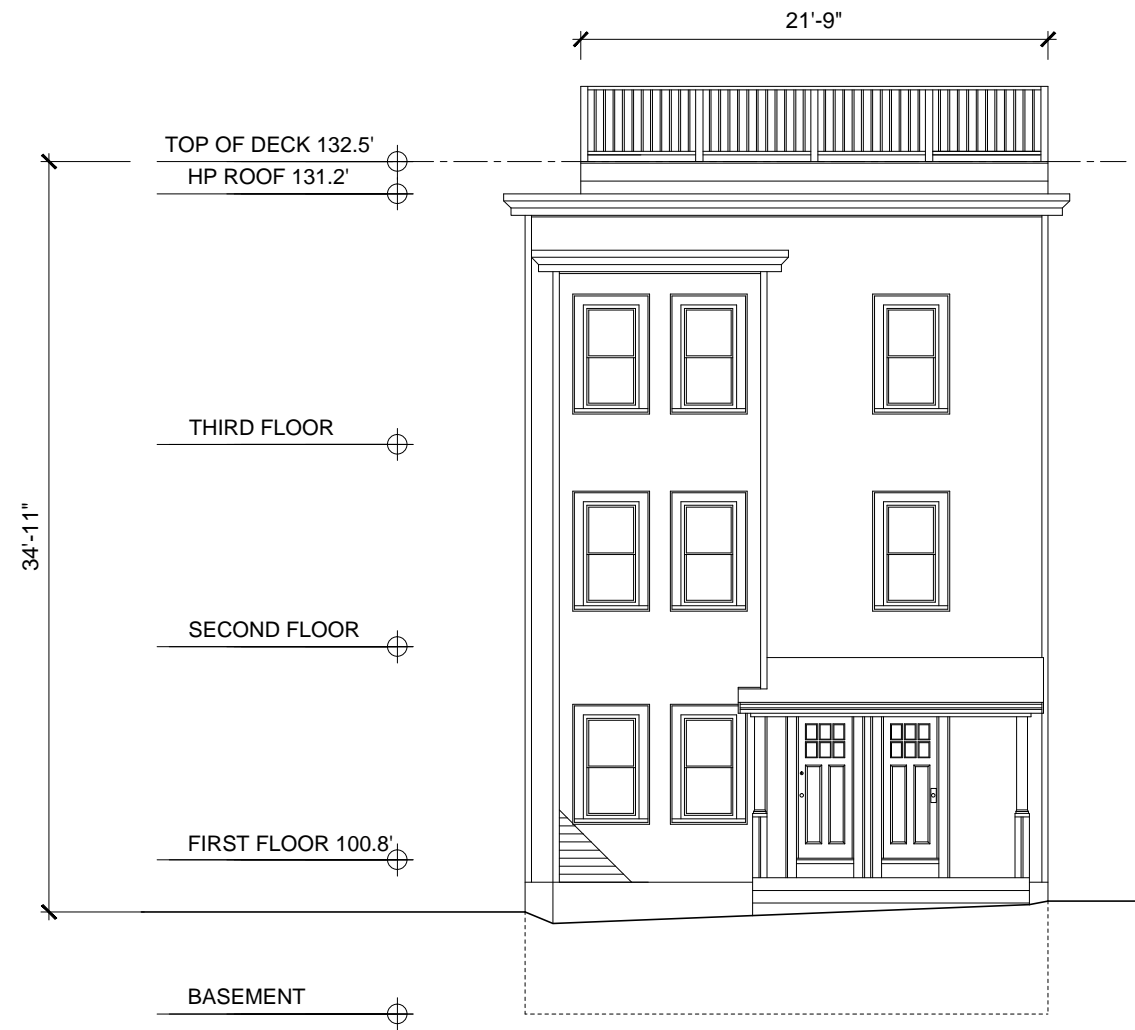 21'-9"
TOP OF DECK 132.5'
HP ROOF 131.2'
THIRD FLOOR
34'-11"
SECOND FLOOR
FIRST FLOOR 100.8'
BASEMENT